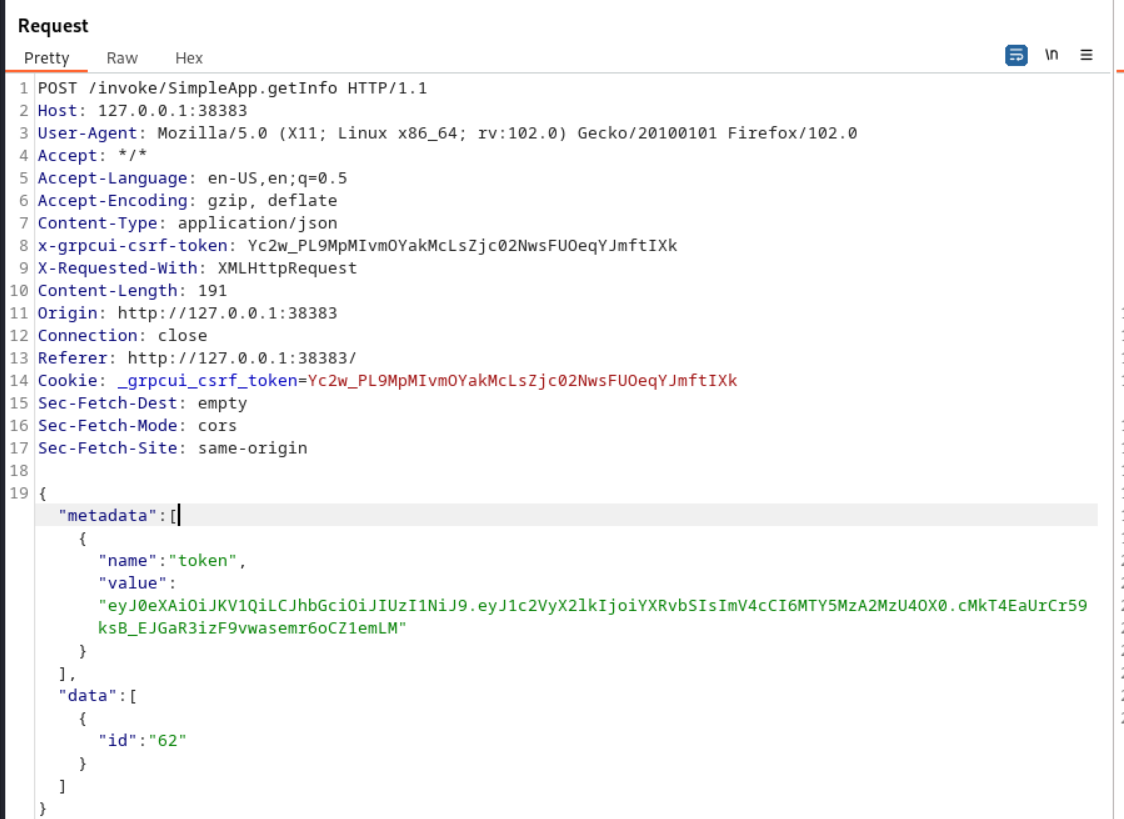 Request
Pretty Raw Hex \n
1 POST /invoke/SimpleApp.getInfo HTTP/1.1
2 Host: 127.0.0.1:38383
3 User-Agent: Mozilla/5.0 (X11; Linux x86_64; rv:102.0) Gecko/20100101 Firefox/102.0
4 Accept: */*
5 Accept-Language: en-US,en;q=0.5
6 Accept-Encoding: gzip, deflate
7 Content-Type: application/json
8 x-grpcui-csrf-token: Yc2w_PL9MpMIvmOYakMcLsZjc02NwsFUOeqYJmftIXk
9 X-Requested-With: XMLHttpRequest
10 Content-Length: 191
11 Origin: http://127.0.0.1:38383
12 Connection: close
13 Referer: http://127.0.0.1:38383/
14 Cookie: _grpcui_csrf_token=Yc2w_PL9MpMIvmOYakMcLsZjc02NwsFUOeqYJmftIXk
15 Sec-Fetch-Dest: empty
16 Sec-Fetch-Mode: cors
17 Sec-Fetch-Site: same-origin
18
19 {
"metadata":[
{
"name":"token",
"value":
"eyJ0eXAiOiJKV1QiLCJhbGciOiJIUzI1NiJ9.eyJ1c2VyX2lkIjoiYXRvbSIsImV4cCI6MTY5MzA2MzU4OX0.cMkT4EaUrCr59
ksB_EJGaR3izF9vwasemr6oCZ1emLM"
}
],
"data":[
{
"id":"62"
}
]
}